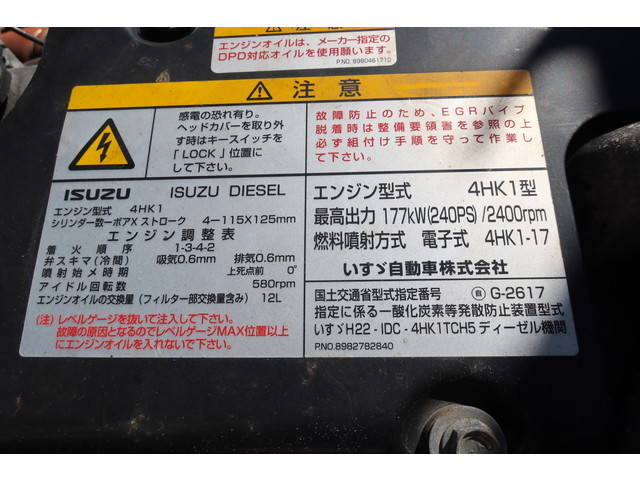 注意
エンジンオイルは、メーカー指定の
DPD対応オイルを使用願います。
P.NO. 8980461710
注意
感電の恐れ有り。
ヘッドカバーを取り外
す時はキースイッチを
「LOCK」位置に
して下さい。
故障防止のため、EGRパイプ
脱着時は整備要領書を参照の上
必ず組付け手順を守って作業し
て下さい。
ISUZU ISUZU DIESEL
エンジン型式 4HK1
シリンダー数ーボアXストローク 4ー115X125mm
エンジン調整表
着火順序 1-3-4-2
弁スキマ(冷間) 吸気0.6mm 排気0.6mm
噴射始メ時期 上死点前 0°
アイドル回転数 580rpm
エンジンオイルの交換量(フィルター部交換量含む) 12L
(注) レベルゲージを抜いて注入して下さい。
故障の原因となるのでレベルゲージMAX位置以上
にエンジンオイルを入れないで下さい。
エンジン型式 4HK1型
最高出力 177kW(240PS)/2400rpm
燃料噴射方式 電子式 4HK1-17
いすゞ自動車株式会社
国土交通省型式指定番号 G-2617
指定に係る一酸化炭素等発散防止装置型式
いすゞH22-IDC-4HK1TCH5ディーゼル機関
P.NO. 8982782840